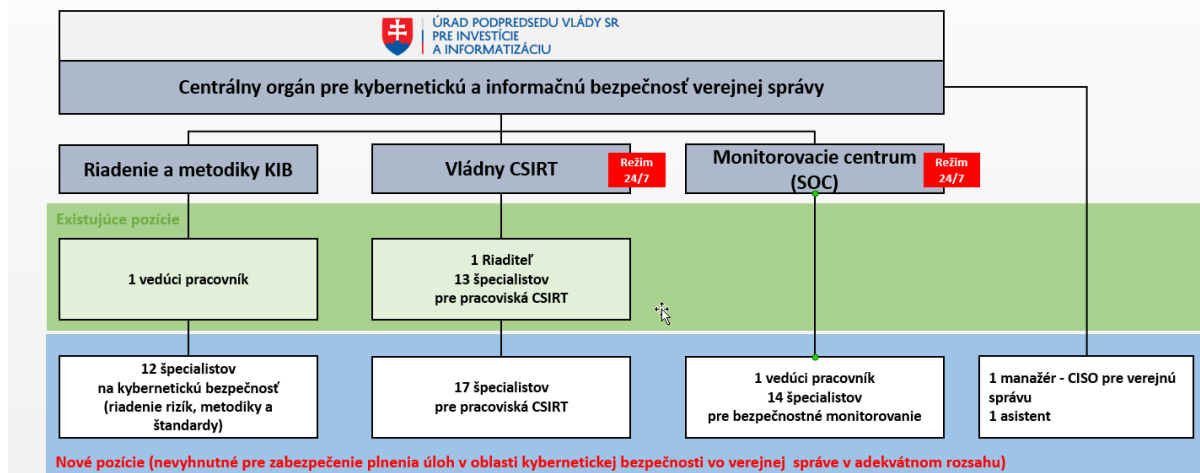 ÚRAD PODPREDSEDU VLÁDY SR
PRE INVESTÍCIE
A INFORMATIZÁCIU
Centrálny orgán pre kybernetickú a informačnú bezpečnosť verejnej správy
Riadenie a metodiky KIB
Vládny CSIRT
Režim
24/7
Monitorovacie centrum
(SOC)
Režim
24/7
Existujúce pozície
1 vedúci pracovník
1 Riaditeľ
13 špecialistov
pre pracoviská CSIRT
12 špecialistov
na kybernetickú bezpečnosť
(riadenie rizík, metodiky a
štandardy)
17 špecialistov
pre pracoviská CSIRT
1 vedúci pracovník
14 špecialistov
pre bezpečnostné monitorovanie
1 manažér - CISO pre verejnú
správu
1 asistent
Nové pozície (nevyhnutné pre zabezpečenie plnenia úloh v oblasti kybernetickej bezpečnosti vo verejnej správe v adekvátnom rozsahu)